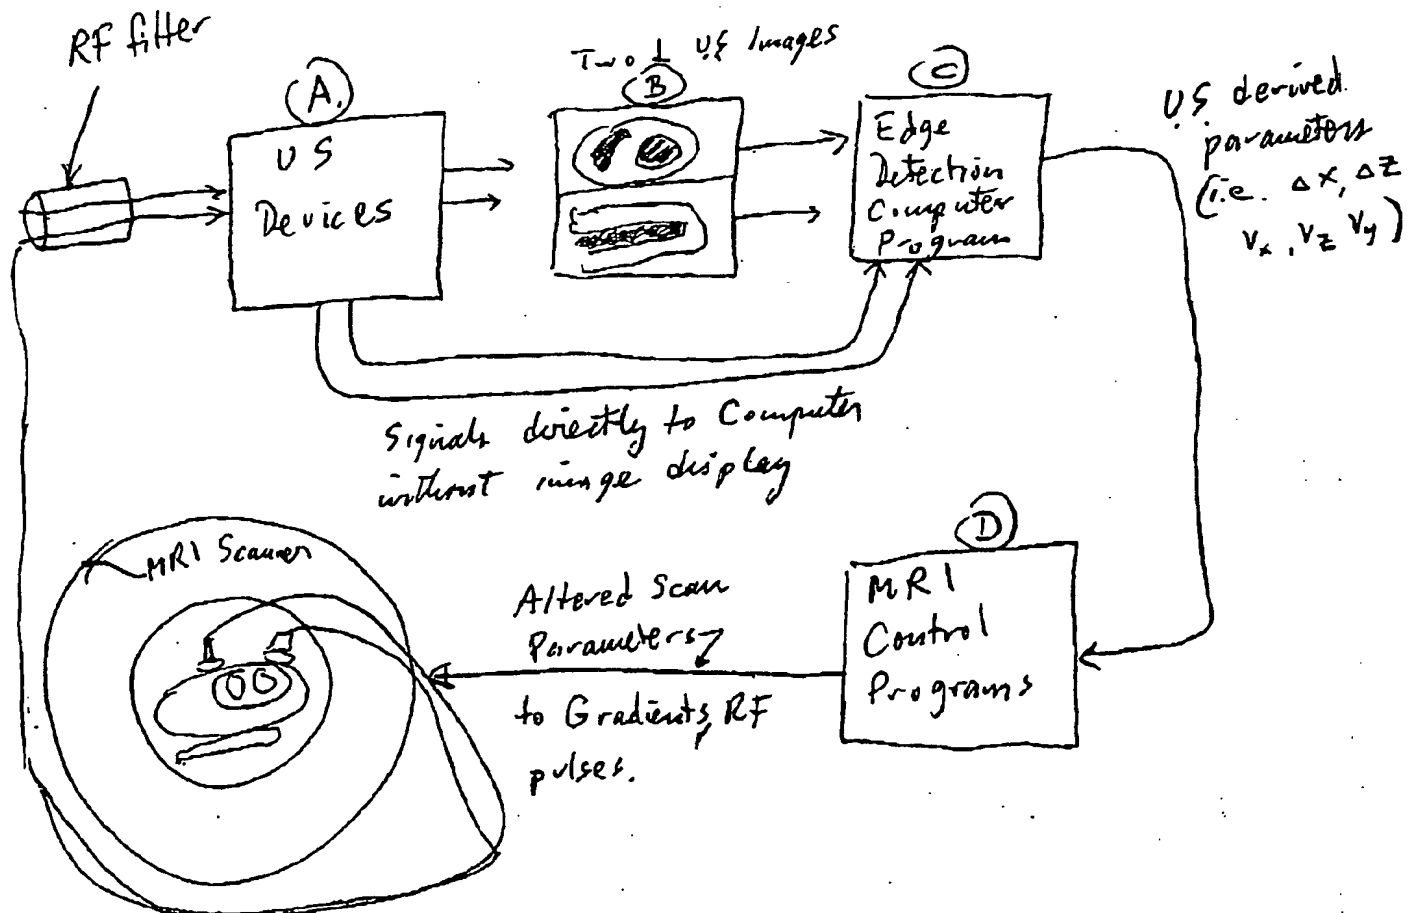 RF filter
A.
US
Devices
Two ⊥ US Images
B
C
Edge
Detection
Computer
Program
U.S. derived
parameters
(i.e. Δx, Δz
Vx, Vz Vy)
Signals directly to Computer
without image display
D
MRI
Control
Programs
Altered Scan
Parameters
to Gradients, RF
pulses.
MRI Scanner